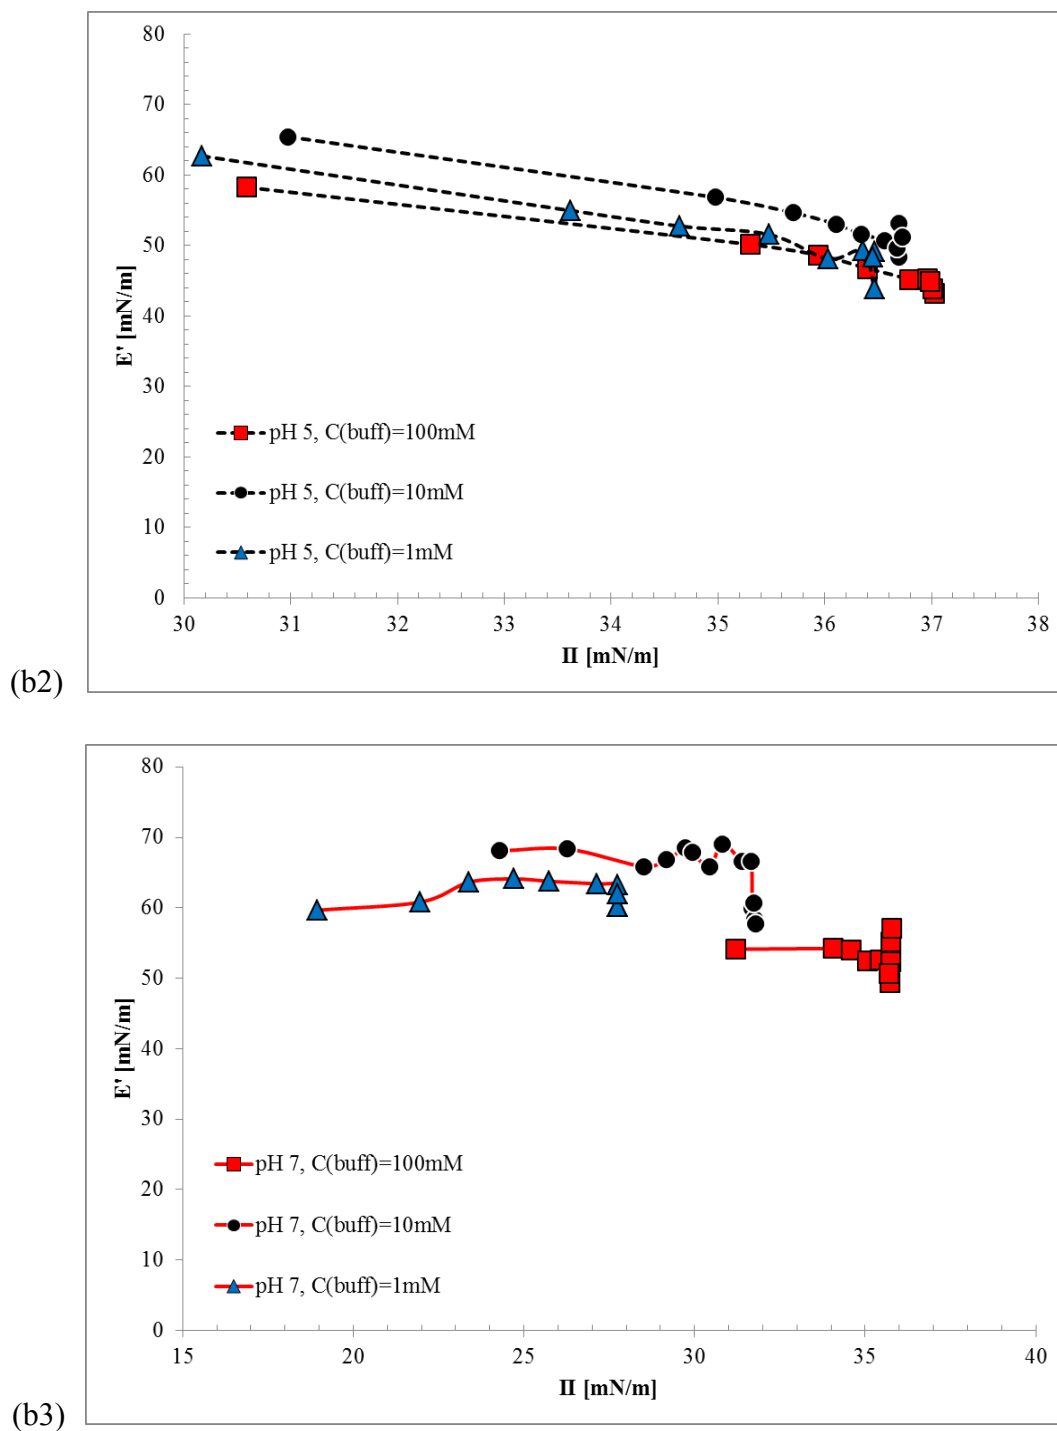 80
70
60
50
40
30
20
10
0
E' [mN/m]
pH 5, C(buff)=100mM
pH 5, C(buff)=10mM
pH 5, C(buff)=1mM
30 31 32 33 34 35 36 37 38
II [mN/m]
(b2)
80
70
60
50
40
30
20
10
0
E' [mN/m]
pH 7, C(buff)=100mM
pH 7, C(buff)=10mM
pH 7, C(buff)=1mM
15 20 25 30 35 40
II [mN/m]
(b3)